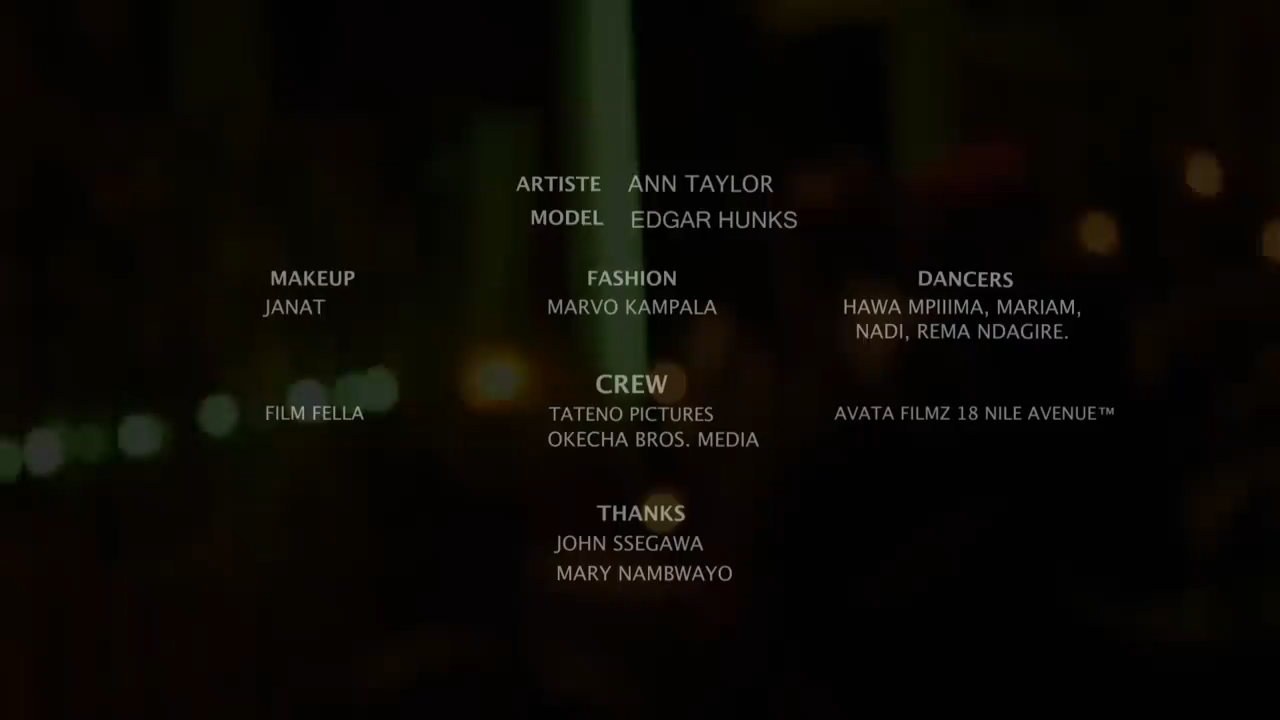 ARTISTE ANN TAYLOR
MODEL EDGAR HUNKS
MAKEUP
JANAT
FASHION
MARVO KAMPALA
DANCERS
HAWA MPIIIMA, MARIAM,
NADI, REMA NDAGIRE.
CREW
FILM FELLA
TATENO PICTURES
OKECHA BROS. MEDIA
AVATA FILMZ 18 NILE AVENUE™
THANKS
JOHN SSEGAWA
MARY NAMBWAYO